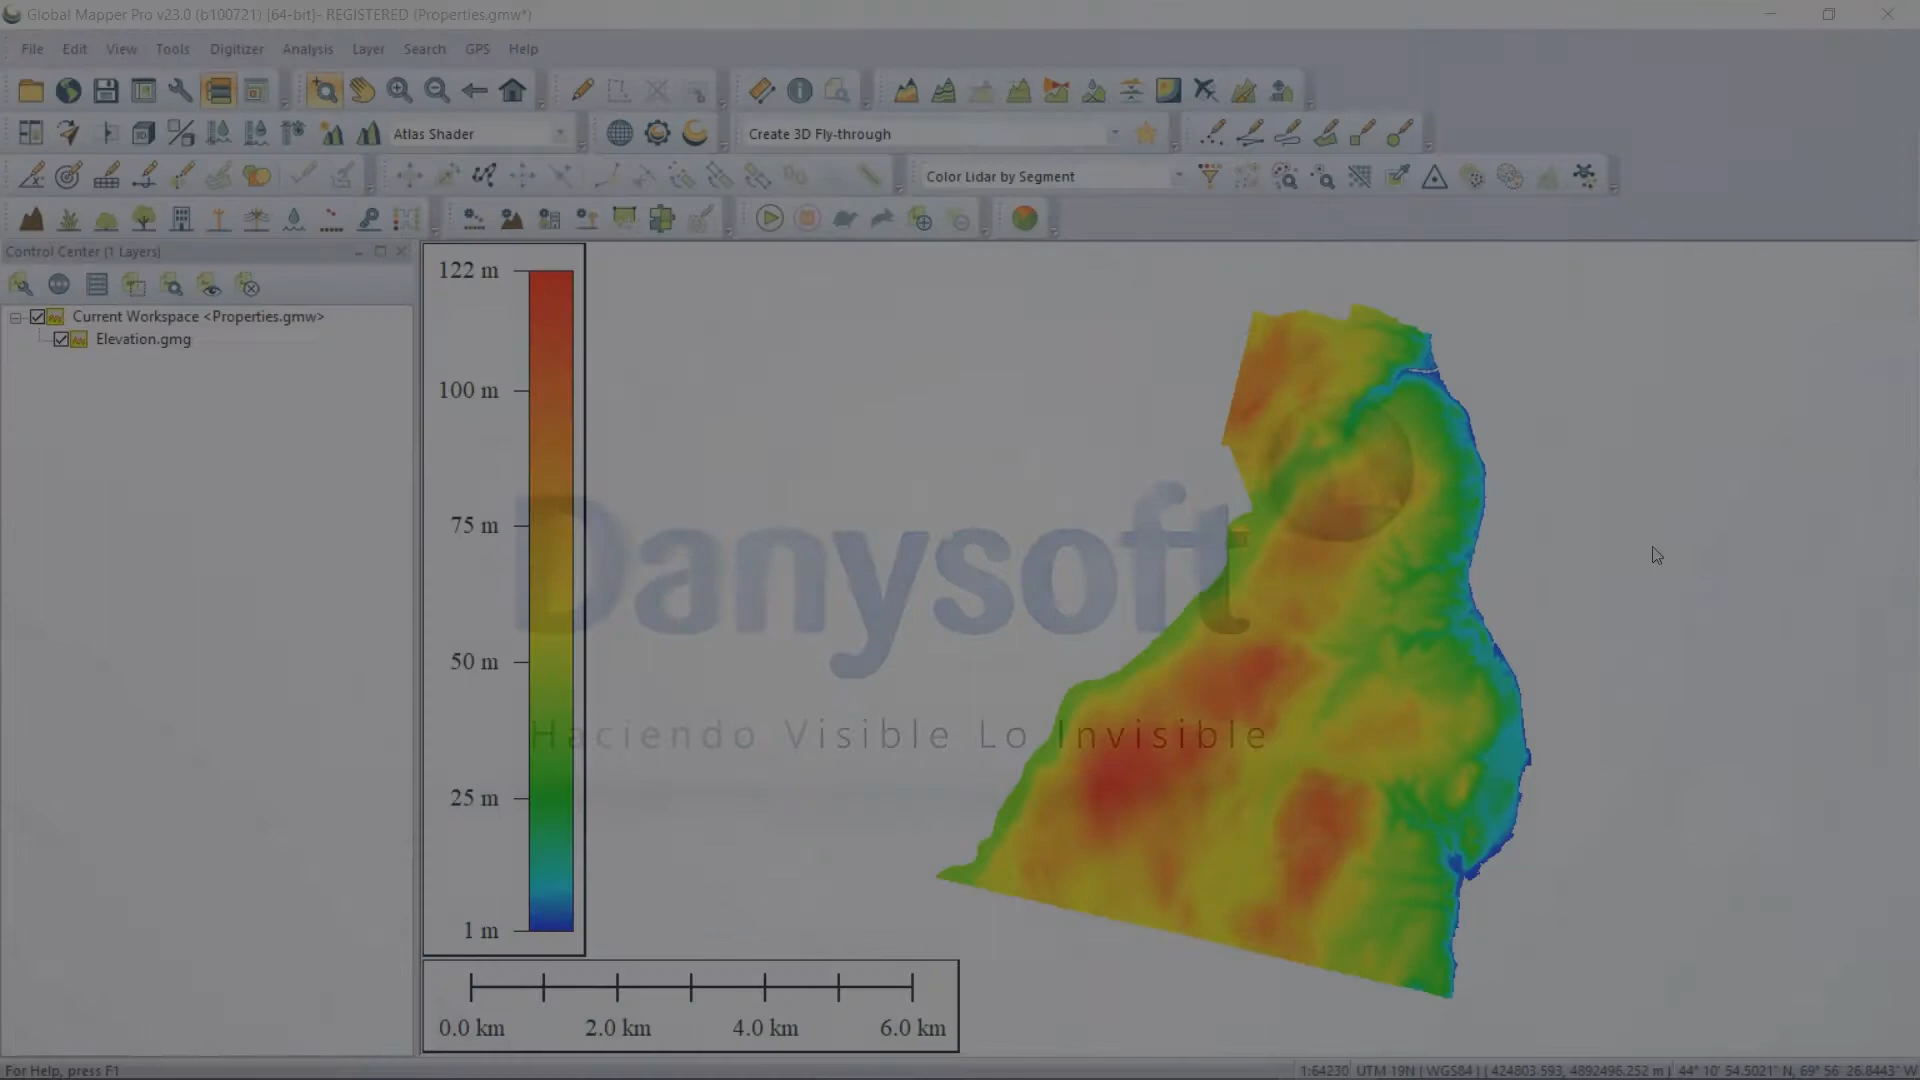 Global Mapper Pro v23.0 (b100721) [64-bit]- REGISTERED (Properties.gmw*)
File Edit View Tools Digitizer Analysis Layer Search GPS Help
Atlas Shader
Create 3D Fly-through
Color Lidar by Segment
Control Center (1 Layers)
Current Workspace <Properties.gmw>
Elevation.gmg
122 m
100 m
75 m
50 m
25 m
1 m
Danysoft
Haciendo Visible Lo Invisible
0.0 km 2.0 km 4.0 km 6.0 km
For Help, press F1
1:64230 UTM 19N ( WGS84 ) ( 424803.593, 4892496.252 m ) 44° 10' 54.5021" N, 69° 56' 26.8443" W